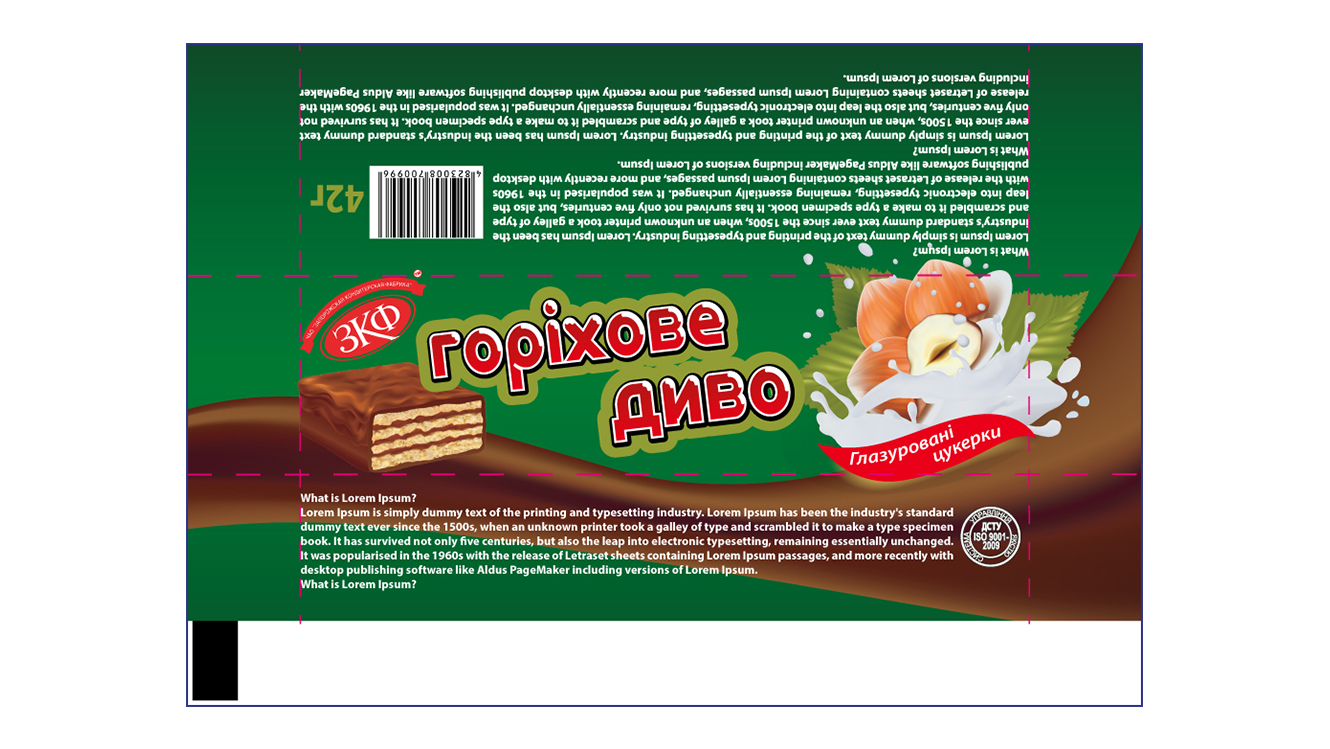 What is Lorem Ipsum?
Lorem Ipsum is simply dummy text of the printing and typesetting industry. Lorem Ipsum has been the
industry's standard dummy text ever since the 1500s, when an unknown printer took a galley of type
and scrambled it to make a type specimen book. It has survived not only five centuries, but also the
leap into electronic typesetting, remaining essentially unchanged. It was popularised in the 1960s
with the release of Letraset sheets containing Lorem Ipsum passages, and more recently with desktop
publishing software like Aldus PageMaker including versions of Lorem Ipsum.
What is Lorem Ipsum?
Lorem Ipsum is simply dummy text of the printing and typesetting industry. Lorem Ipsum has been the industry's standard dummy text
ever since the 1500s, when an unknown printer took a galley of type and scrambled it to make a type specimen book. It has survived not
only five centuries, but also the leap into electronic typesetting, remaining essentially unchanged. It was popularised in the 1960s with the
release of Letraset sheets containing Lorem Ipsum passages, and more recently with desktop publishing software like Aldus PageMaker
including versions of Lorem Ipsum.
4 823008 700996
42г
"ЗАПОРОЖСКАЯ КОНДИТЕРСКАЯ ФАБРИКА"
ЗКФ
горіхове
диво
Глазуровані
цукерки
What is Lorem Ipsum?
Lorem Ipsum is simply dummy text of the printing and typesetting industry. Lorem Ipsum has been the industry's standard
dummy text ever since the 1500s, when an unknown printer took a galley of type and scrambled it to make a type specimen
book. It has survived not only five centuries, but also the leap into electronic typesetting, remaining essentially unchanged.
It was popularised in the 1960s with the release of Letraset sheets containing Lorem Ipsum passages, and more recently with
desktop publishing software like Aldus PageMaker including versions of Lorem Ipsum.
What is Lorem Ipsum?
УПРАВЛІННЯ
ДСТУ
ISO 9001-
2009